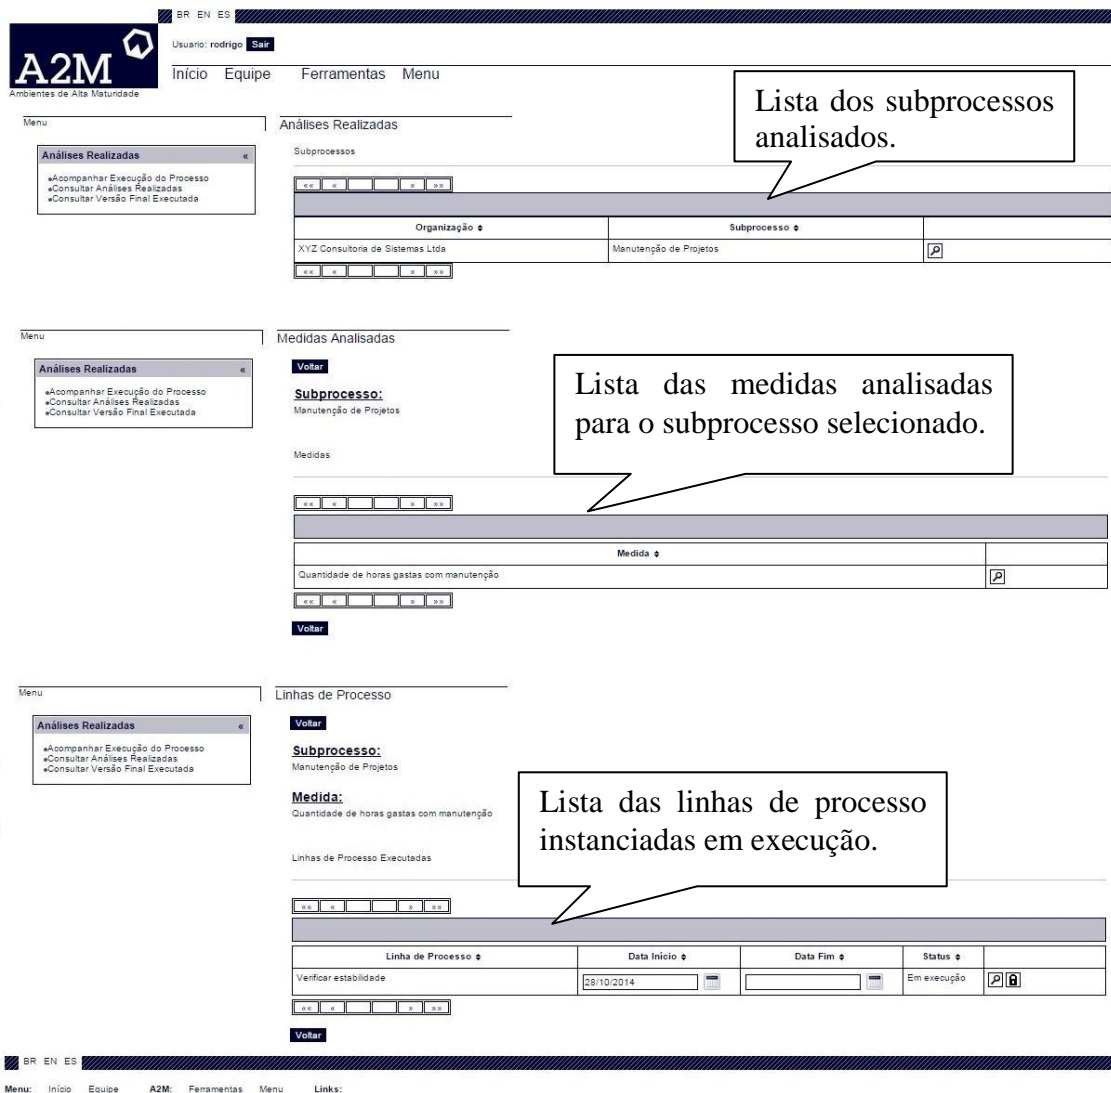 BR EN ES
Usuario: rodrigo Sair
A2M
Ambientes de Alta Maturidade
Início Equipe Ferramentas Menu
Lista dos subprocessos
analisados.
Menu
Análises Realizadas «
•Acompanhar Execução do Processo
•Consultar Análises Realizadas
•Consultar Versão Final Executada
Análises Realizadas
Subprocessos
«« « » »»
Organização Subprocesso
XYZ Consultoria de Sistemas Ltda Manutenção de Projetos
«« « » »»
Menu
Análises Realizadas «
•Acompanhar Execução do Processo
•Consultar Análises Realizadas
•Consultar Versão Final Executada
Medidas Analisadas
Voltar
Subprocesso:
Manutenção de Projetos
Lista das medidas analisadas
para o subprocesso selecionado.
Medidas
«« « » »»
Medida
Quantidade de horas gastas com manutenção
«« « » »»
Voltar
Menu
Análises Realizadas «
•Acompanhar Execução do Processo
•Consultar Análises Realizadas
•Consultar Versão Final Executada
Linhas de Processo
Voltar
Subprocesso:
Manutenção de Projetos
Medida:
Quantidade de horas gastas com manutenção
Lista das linhas de processo
instanciadas em execução.
Linhas de Processo Executadas
«« « » »»
Linha de Processo Data Início Data Fim Status
Verificar estabilidade 28/10/2014 Em execução
«« « » »»
Voltar
BR EN ES
Menu: Início Equipe A2M: Ferramentas Menu Links: